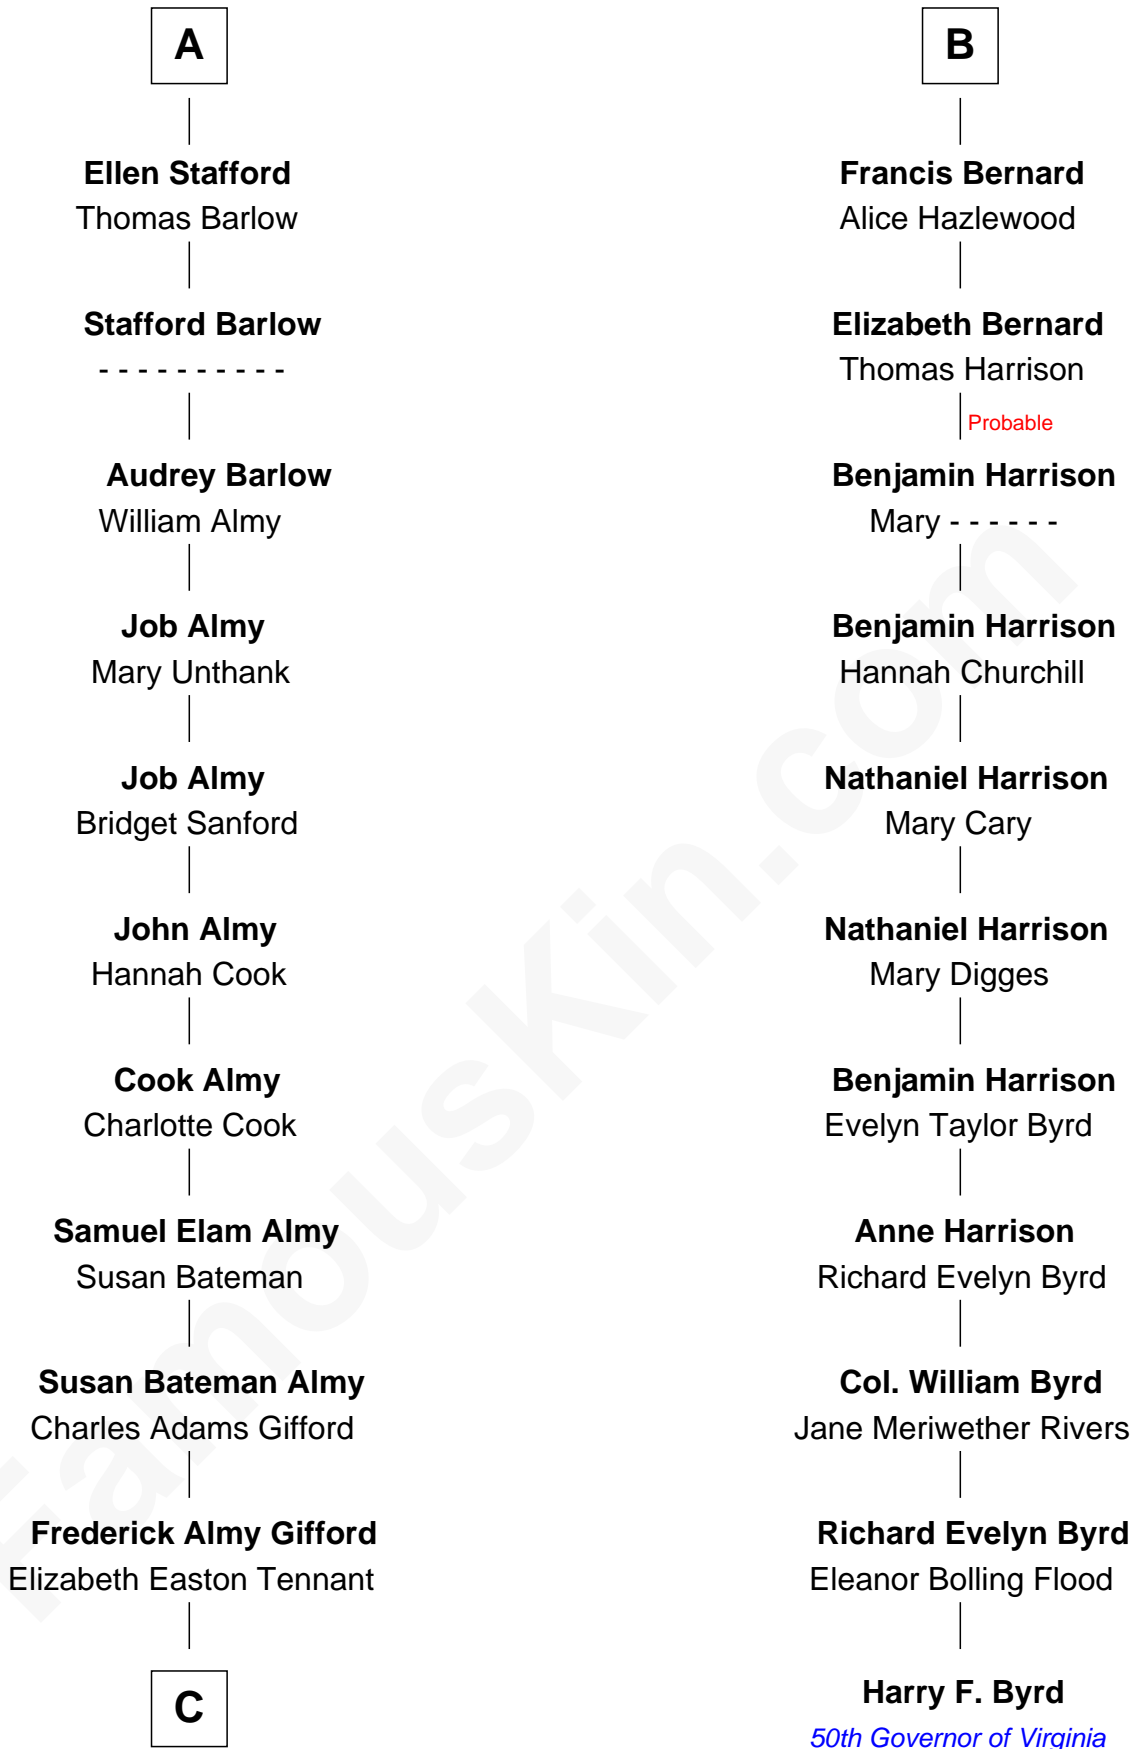 A
Ellen Stafford
Thomas Barlow
Stafford Barlow
- - - - - - - - - -
Audrey Barlow
William Almy
Job Almy
Mary Unthank
Job Almy
Bridget Sanford
John Almy
Hannah Cook
Cook Almy
Charlotte Cook
Samuel Elam Almy
Susan Bateman
Susan Bateman Almy
Charles Adams Gifford
Frederick Almy Gifford
Elizabeth Easton Tennant
C
B
Francis Bernard
Alice Hazlewood
Elizabeth Bernard
Thomas Harrison
Probable
Benjamin Harrison
Mary - - - - - -
Benjamin Harrison
Hannah Churchill
Nathaniel Harrison
Mary Cary
Nathaniel Harrison
Mary Digges
Benjamin Harrison
Evelyn Taylor Byrd
Anne Harrison
Richard Evelyn Byrd
Col. William Byrd
Jane Meriwether Rivers
Richard Evelyn Byrd
Eleanor Bolling Flood
Harry F. Byrd
50th Governor of Virginia
FamousKin.com